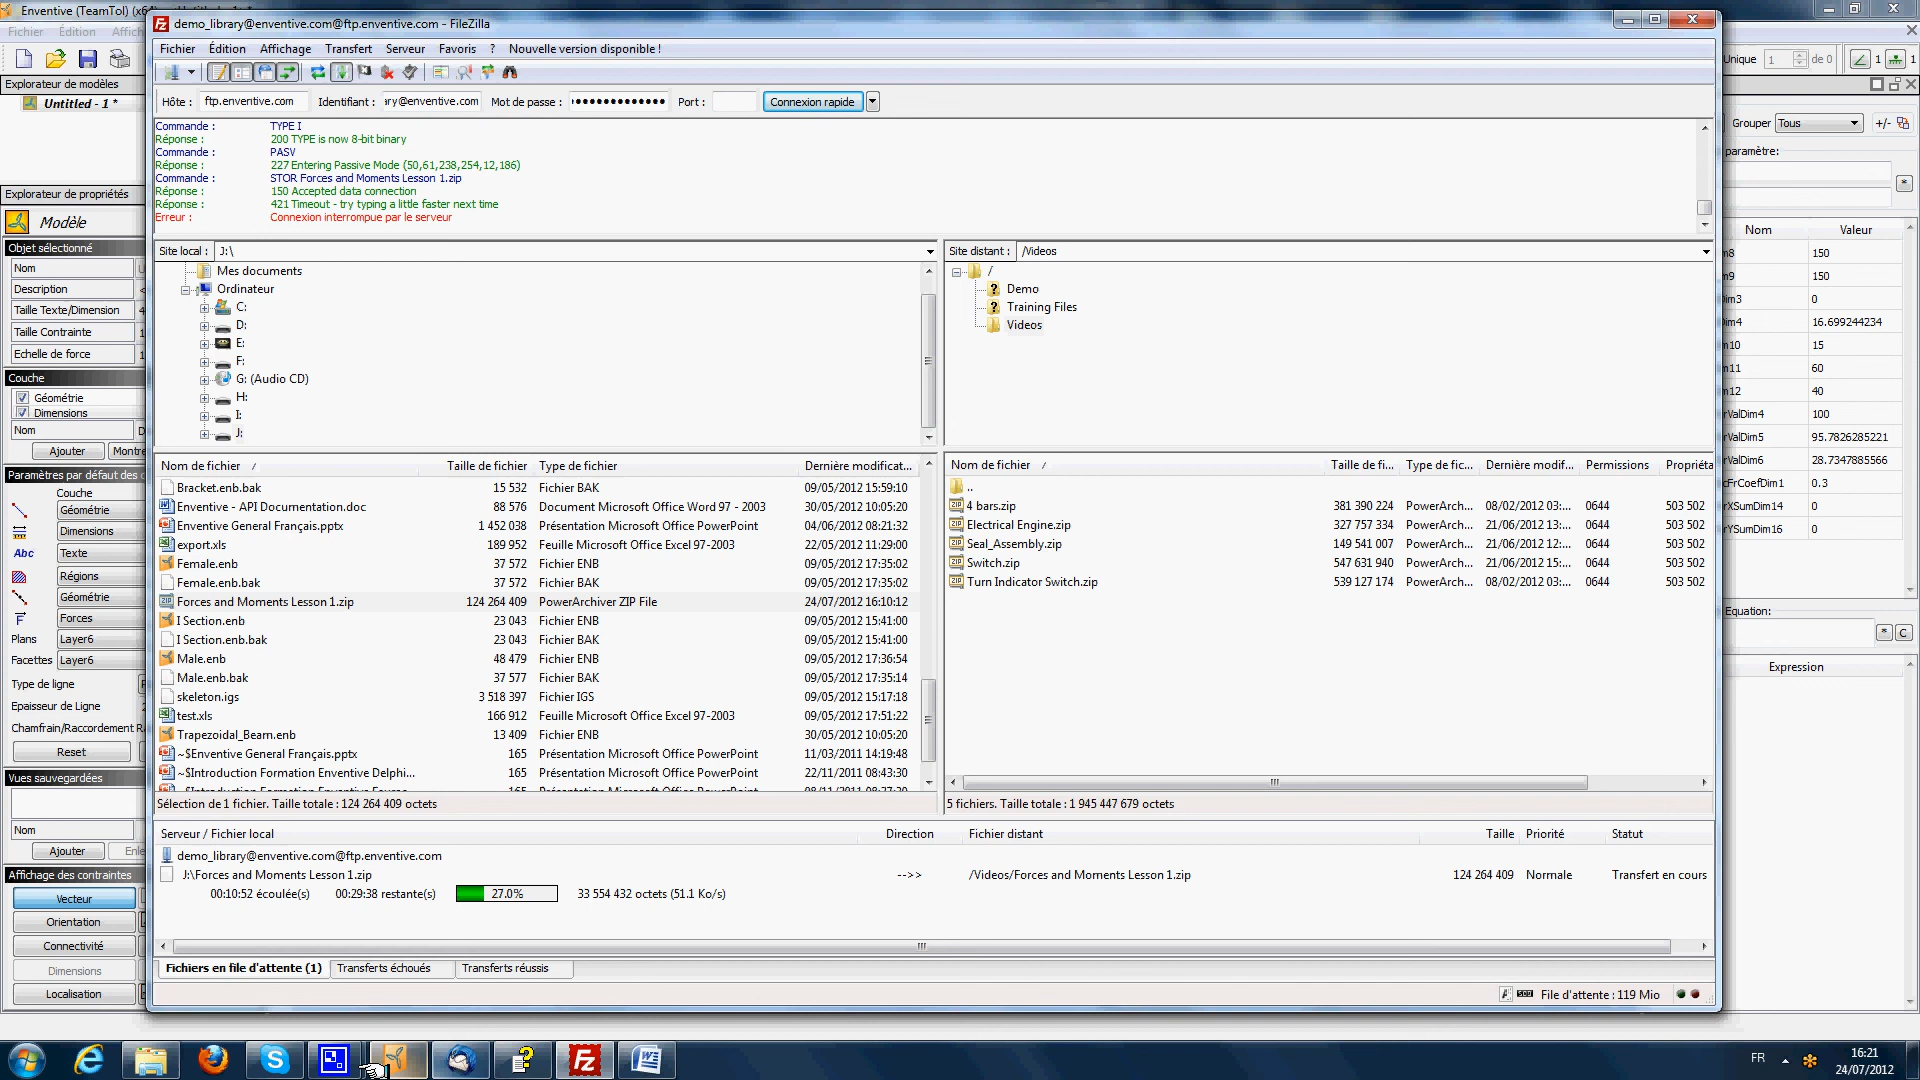 Enventive (TeamTol) (x64
demo_library@enventive.com@ftp.enventive.com - FileZilla
Fichier Édition Affich
Fichier Édition Affichage Transfert Serveur Favoris ? Nouvelle version disponible !
Unique 1 de 0 1 1
Explorateur de modèles
Untitled - 1 *
Hôte : ftp.enventive.com Identifiant : ary@enventive.com Mot de passe : •••••••••••••• Port : Connexion rapide
Grouper Tous +/-
paramètre:
Commande : TYPE I
Réponse : 200 TYPE is now 8-bit binary
Commande : PASV
Réponse : 227 Entering Passive Mode (50,61,238,254,12,186)
Commande : STOR Forces and Moments Lesson 1.zip
Réponse : 150 Accepted data connection
Réponse : 421 Timeout - try typing a little faster next time
Erreur : Connexion interrompue par le serveur
Explorateur de propriétés
Modèle
Objet sélectionné
Nom
Description
Taille Texte/Dimension 4
Taille Contrainte 1
Echelle de force 1
Couche
Géométrie
Dimensions
Nom D
Ajouter Montre
Paramètres par défaut des c
Couche
Géométrie
Dimensions
Abc Texte
Régions
Géométrie
F Forces
Plans Layer6
Facettes Layer6
Type de ligne
Epaisseur de Ligne 2
Chamfrain/Raccordement R
Reset
Vues sauvegardées
Nom
Ajouter Enle
Affichage des contraintes
Vecteur
Orientation
Connectivité
Dimensions
Localisation
Site local : J:\
Mes documents
Ordinateur
C:
D:
E:
F:
G: (Audio CD)
H:
I:
J:
Site distant : /Videos
/
Demo
Training Files
Videos
Nom de fichier / Taille de fichier Type de fichier Dernière modificat...
Bracket.enb.bak 15 532 Fichier BAK 09/05/2012 15:59:10
Enventive - API Documentation.doc 88 576 Document Microsoft Office Word 97 - 2003 30/05/2012 10:05:20
Enventive General Français.pptx 1 452 038 Présentation Microsoft Office PowerPoint 04/06/2012 08:21:32
export.xls 189 952 Feuille Microsoft Office Excel 97-2003 22/05/2012 11:29:00
Female.enb 37 572 Fichier ENB 09/05/2012 17:35:02
Female.enb.bak 37 572 Fichier BAK 09/05/2012 17:35:02
Forces and Moments Lesson 1.zip 124 264 409 PowerArchiver ZIP File 24/07/2012 16:10:12
I Section.enb 23 043 Fichier ENB 09/05/2012 15:41:00
I Section.enb.bak 23 043 Fichier BAK 09/05/2012 15:41:00
Male.enb 48 479 Fichier ENB 09/05/2012 17:36:54
Male.enb.bak 37 577 Fichier BAK 09/05/2012 17:35:14
skeleton.igs 3 518 397 Fichier IGS 09/05/2012 15:17:18
test.xls 166 912 Feuille Microsoft Office Excel 97-2003 09/05/2012 17:51:22
Trapezoidal_Beam.enb 13 409 Fichier ENB 30/05/2012 10:05:20
~$Enventive General Français.pptx 165 Présentation Microsoft Office PowerPoint 11/03/2011 14:19:48
~$Introduction Formation Enventive Delphi... 165 Présentation Microsoft Office PowerPoint 22/11/2011 08:43:30
Sélection de 1 fichier. Taille totale : 124 264 409 octets
Nom de fichier / Taille de fi... Type de fic... Dernière modif... Permissions Propriéta
..
4 bars.zip 381 390 224 PowerArch... 08/02/2012 03:... 0644 503 502
Electrical Engine.zip 327 757 334 PowerArch... 21/06/2012 13:... 0644 503 502
Seal_Assembly.zip 149 541 007 PowerArch... 21/06/2012 12:... 0644 503 502
Switch.zip 547 631 940 PowerArch... 21/06/2012 15:... 0644 503 502
Turn Indicator Switch.zip 539 127 174 PowerArch... 08/02/2012 03:... 0644 503 502
5 fichiers. Taille totale : 1 945 447 679 octets
Serveur / Fichier local Direction Fichier distant Taille Priorité Statut
demo_library@enventive.com@ftp.enventive.com
J:\Forces and Moments Lesson 1.zip -->> /Videos/Forces and Moments Lesson 1.zip 124 264 409 Normale Transfert en cours
00:10:52 écoulée(s) 00:29:38 restante(s) 27.0% 33 554 432 octets (51.1 Ko/s)
Fichiers en file d'attente (1) Transferts échoués Transferts réussis
File d'attente : 119 Mio
Nom Valeur
m8 150
m9 150
Dim3 0
Dim4 16.699244234
m10 15
m11 60
m12 40
rValDim4 100
rValDim5 95.7826285221
rValDim6 28.7347885566
cFrCoefDim1 0.3
rXSumDim14 0
rYSumDim16 0
Equation:
* C
Expression
FR
16:21
24/07/2012